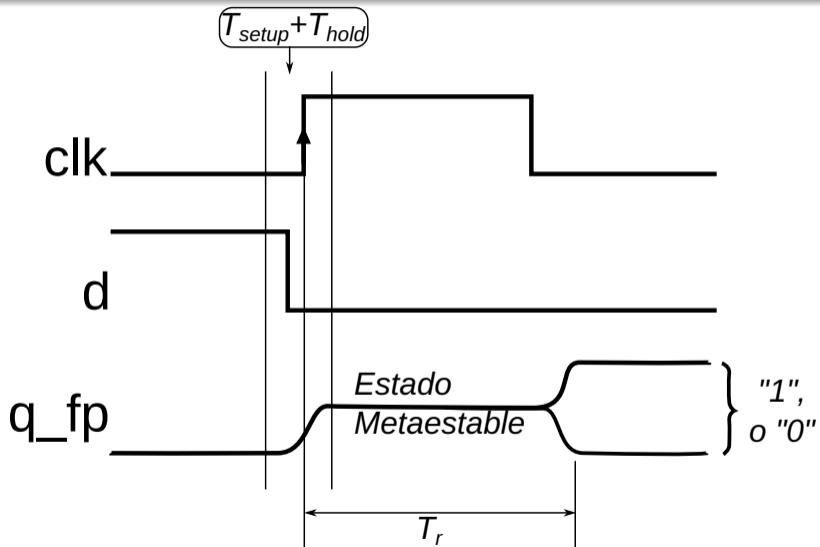 Tsetup+Thold
clk
d
q_fp
Estado
Metaestable
"1",
o "0"
Tr